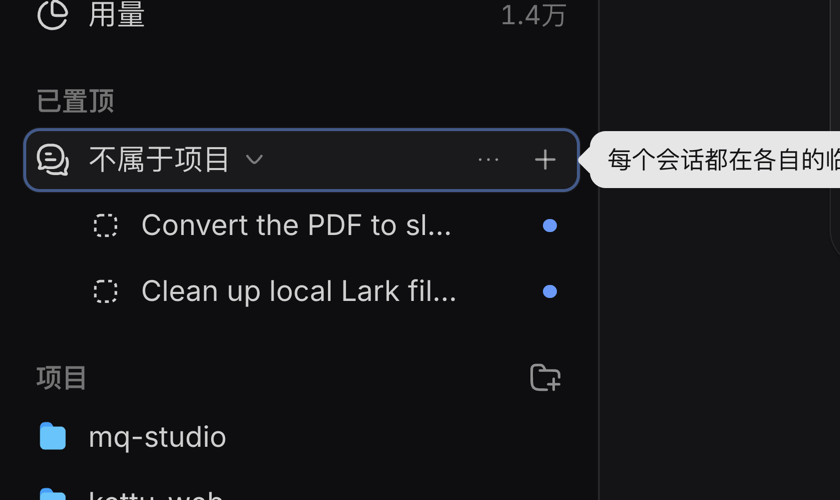 用量 1.4万
已置顶
不属于项目 ··· +
每个会话都在各自的
Convert the PDF to sl...
Clean up local Lark fil...
项目
mq-studio